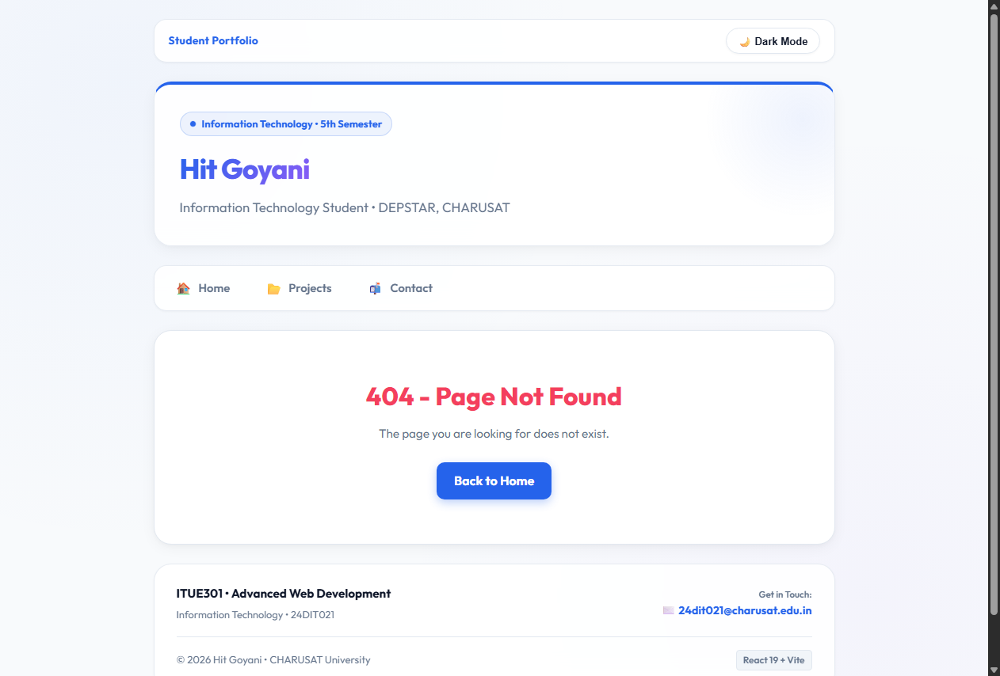 Student Portfolio
🌙 Dark Mode
Information Technology • 5th Semester
Hit Goyani
Information Technology Student • DEPSTAR, CHARUSAT
🏠 Home 📂 Projects 📬 Contact
404 - Page Not Found
The page you are looking for does not exist.
Back to Home
ITUE301 • Advanced Web Development
Information Technology • 24DIT021
Get in Touch:
✉️ 24dit021@charusat.edu.in
© 2026 Hit Goyani • CHARUSAT University
React 19 + Vite